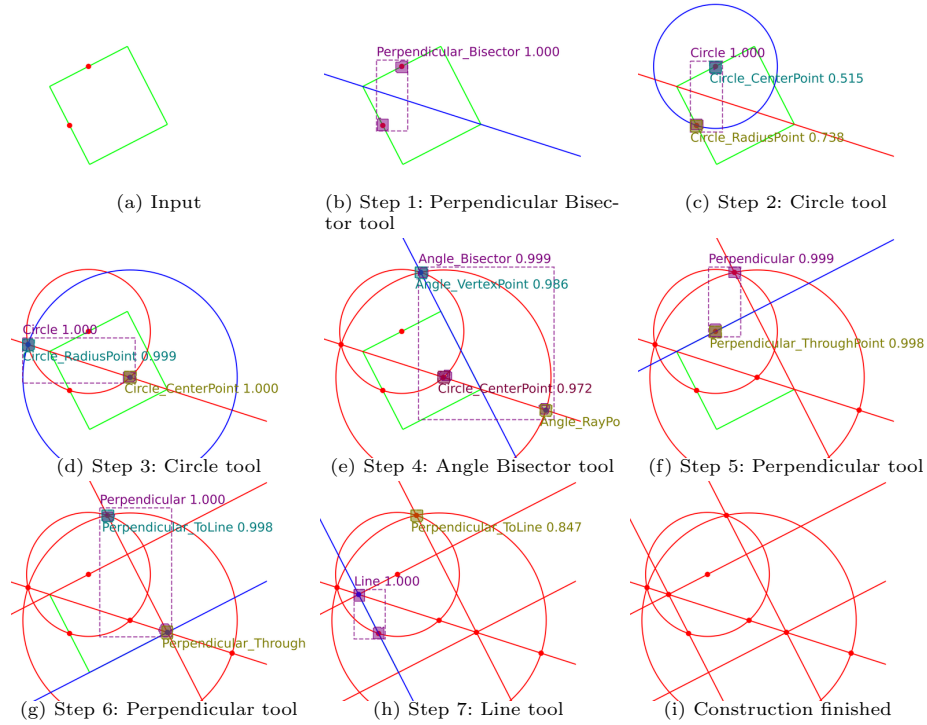 Perpendicular_Bisector 1.000
Circle 1.000
Circle_CenterPoint 0.515
Circle_RadiusPoint 0.738
(a) Input
(b) Step 1: Perpendicular Bisec-
tor tool
(c) Step 2: Circle tool
Circle 1.000
Circle_RadiusPoint 0.999
Circle_CenterPoint 1.000
Angle_Bisector 0.999
Angle_VertexPoint 0.986
Circle_CenterPoint 0.972
Angle_RayPo
Perpendicular 0.999
Perpendicular_ThroughPoint 0.998
(d) Step 3: Circle tool
(e) Step 4: Angle Bisector tool
(f) Step 5: Perpendicular tool
Perpendicular 1.000
Perpendicular_ToLine 0.998
Perpendicular_Through
Perpendicular_ToLine 0.847
Line 1.000
(g) Step 6: Perpendicular tool
(h) Step 7: Line tool
(i) Construction finished